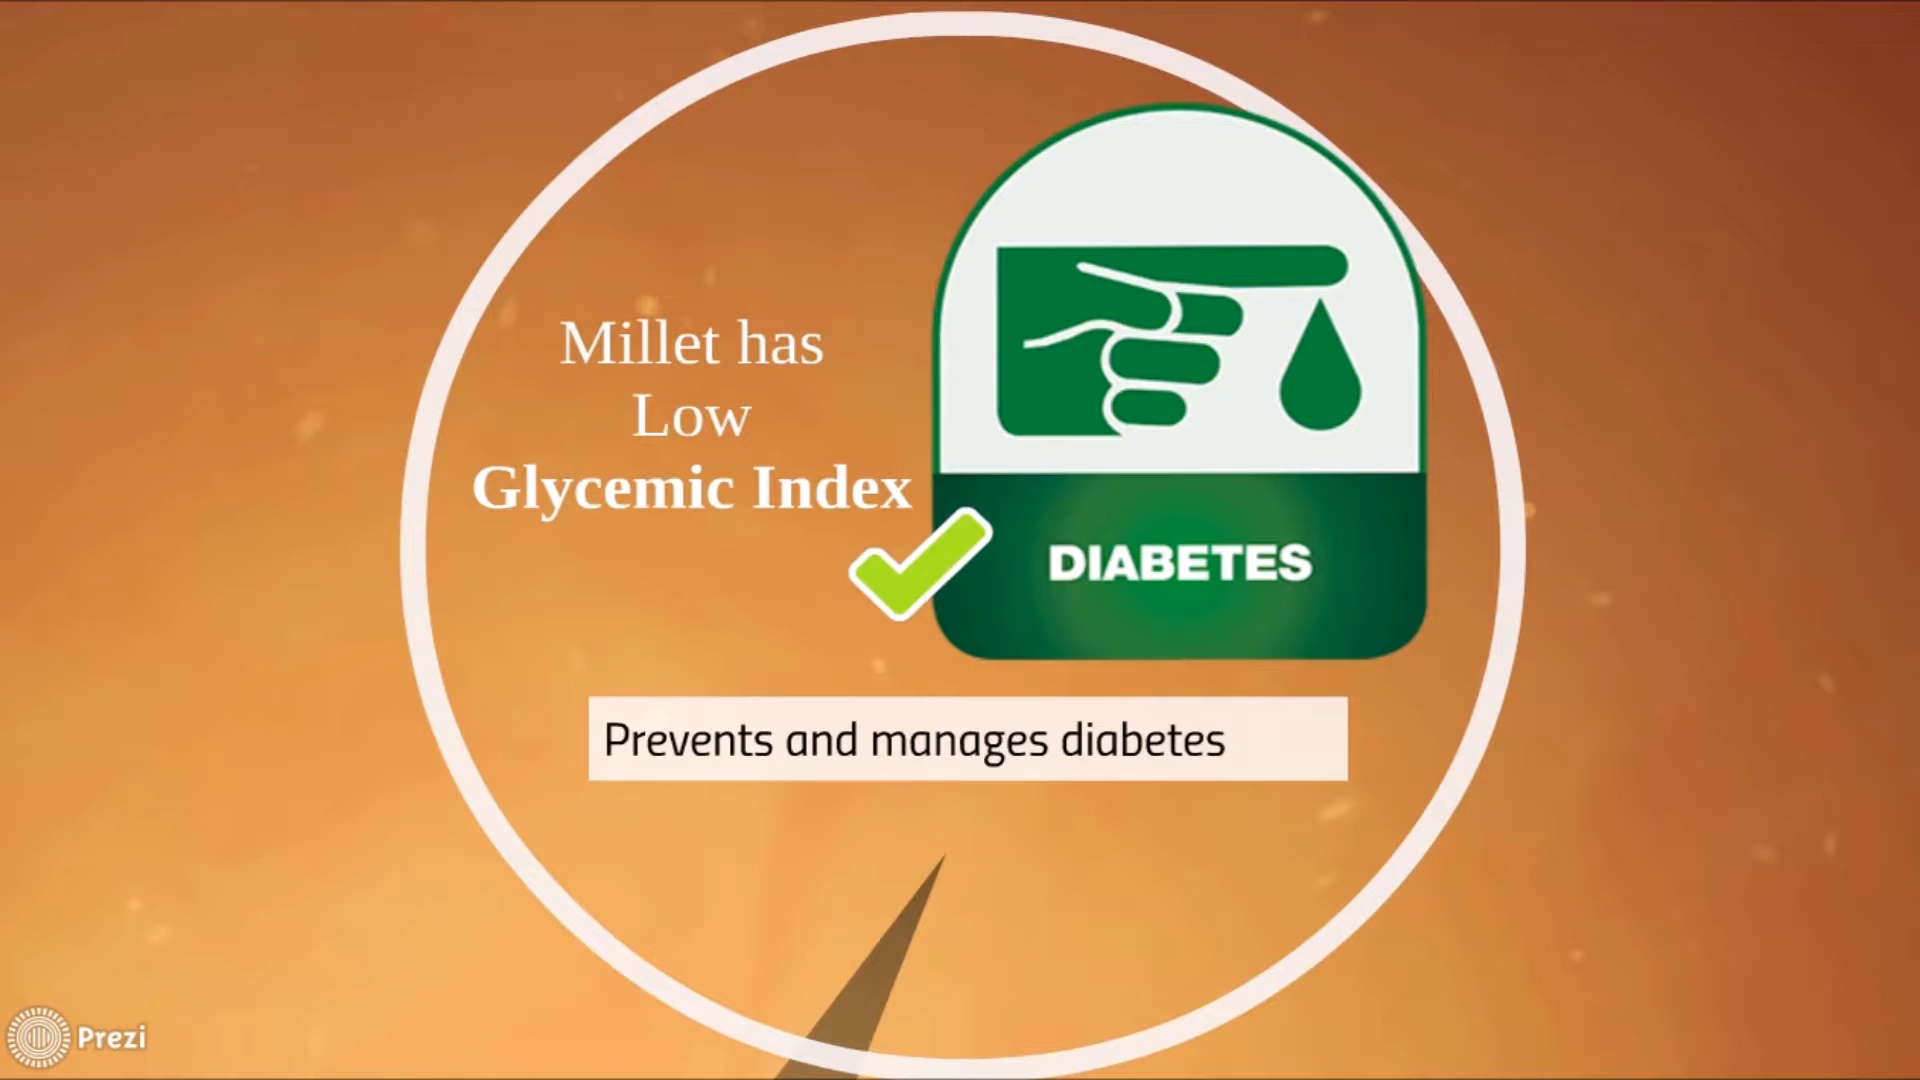 Millet has
Low
Glycemic Index
DIABETES
Prevents and manages diabetes
Prezi